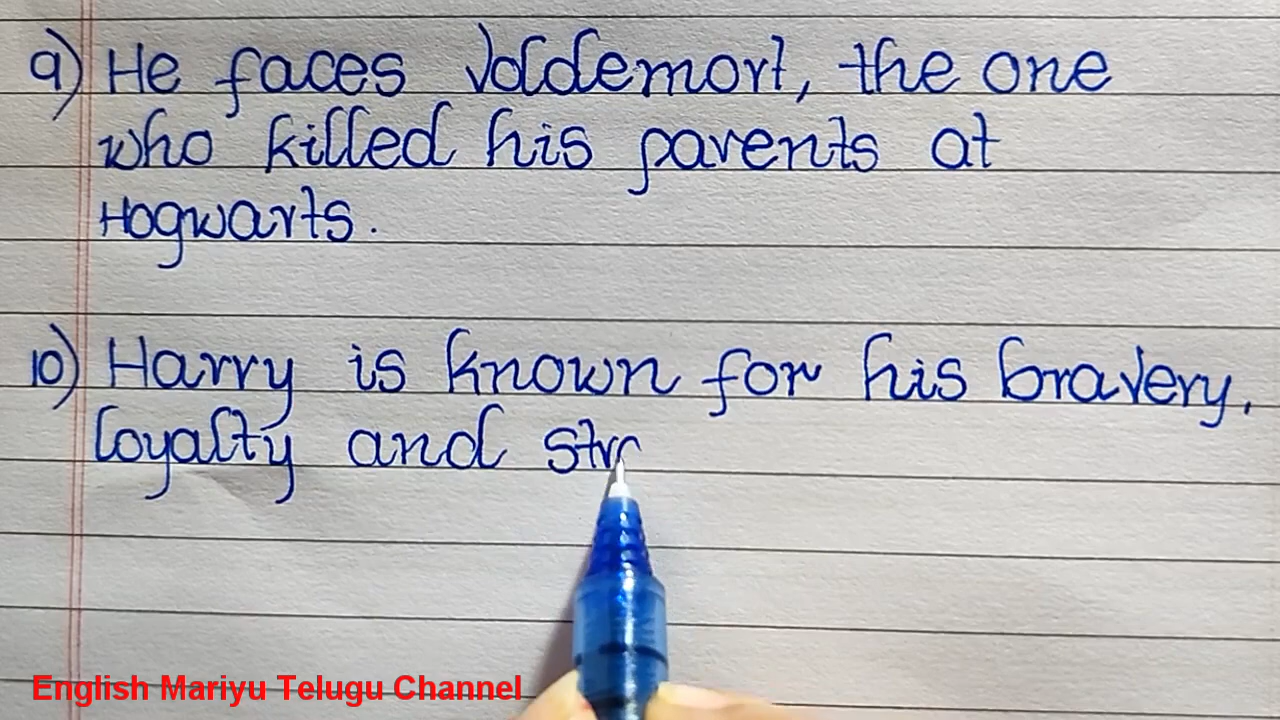 9) He faces Voldemort, the one
who killed his parents at
Hogwarts.
10) Harry is known for his bravery,
loyalty and str
English Mariyu Telugu Channel